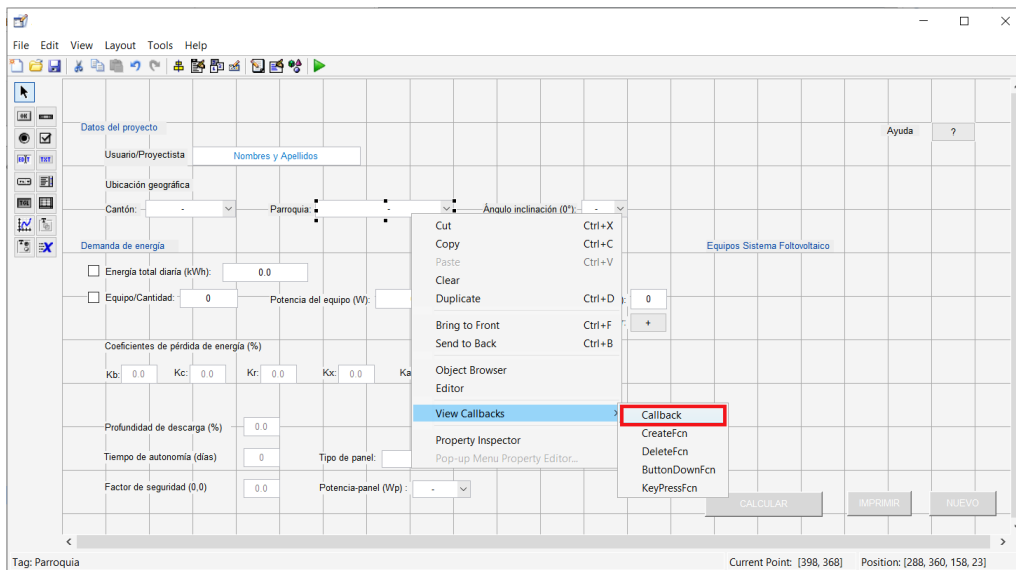 File Edit View Layout Tools Help
Datos del proyecto
Ayuda ?
Usuario/Proyectista Nombres y Apellidos
Ubicación geográfica
Cantón: - Parroquia: - Ángulo inclinación (0°): -
Cut Ctrl+X
Copy Ctrl+C
Paste Ctrl+V
Clear
Duplicate Ctrl+D
Bring to Front Ctrl+F
Send to Back Ctrl+B
Object Browser
Editor
View Callbacks
Property Inspector
Pop-up Menu Property Editor...
Callback
CreateFcn
DeleteFcn
ButtonDownFcn
KeyPressFcn
Demanda de energía
Equipos Sistema Foltovoltaico
Energía total diaría (kWh): 0.0
Equipo/Cantidad: 0 Potencia del equipo (W): ): 0
+
Coeficientes de pérdida de energía (%)
Kb: 0.0 Kc: 0.0 Kr: 0.0 Kx: 0.0 Ka
Profundidad de descarga (%) 0.0
Tiempo de autonomía (días) 0 Tipo de panel:
Factor de seguridad (0,0) 0.0 Potencia-panel (Wp) : -
CALCULAR IMPRIMIR NUEVO
Tag: Parroquia Current Point: [398, 368] Position: [288, 360, 158, 23]